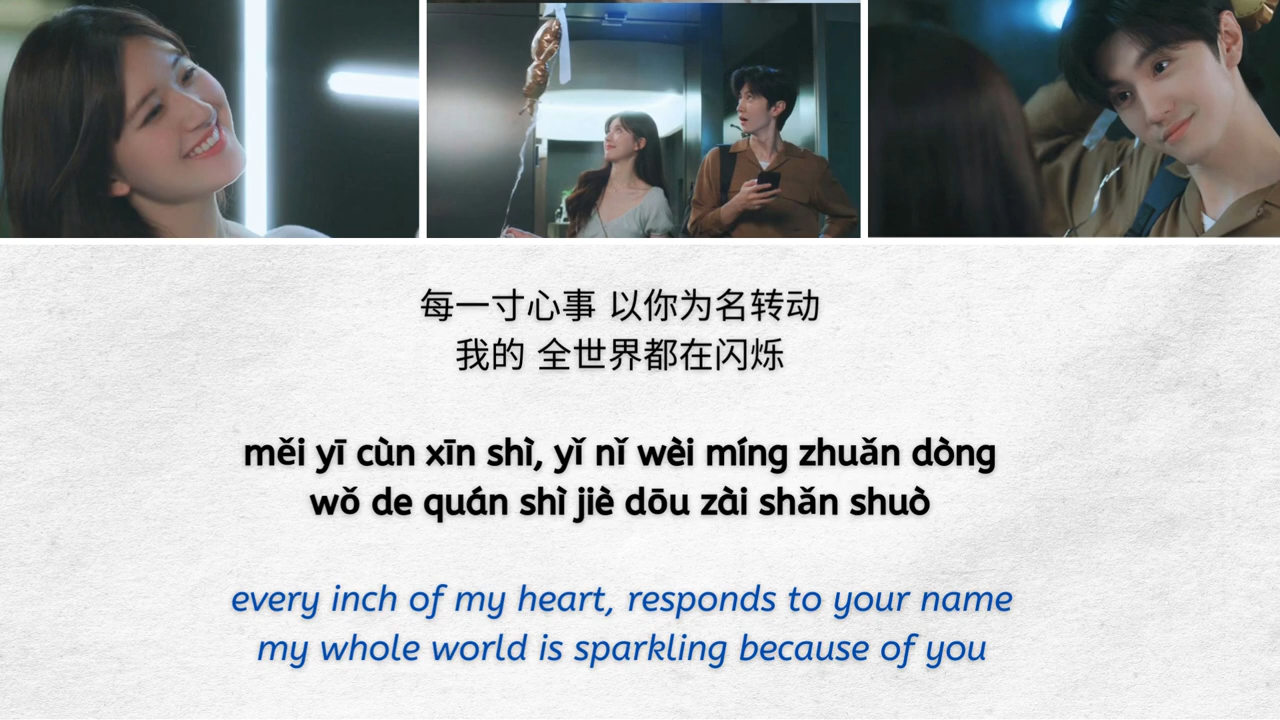 每一寸心事 以你为名转动
我的 全世界都在闪烁
měi yī cùn xīn shì, yǐ nǐ wèi míng zhuǎn dòng
wǒ de quán shì jiè dōu zài shǎn shuò
every inch of my heart, responds to your name
my whole world is sparkling because of you